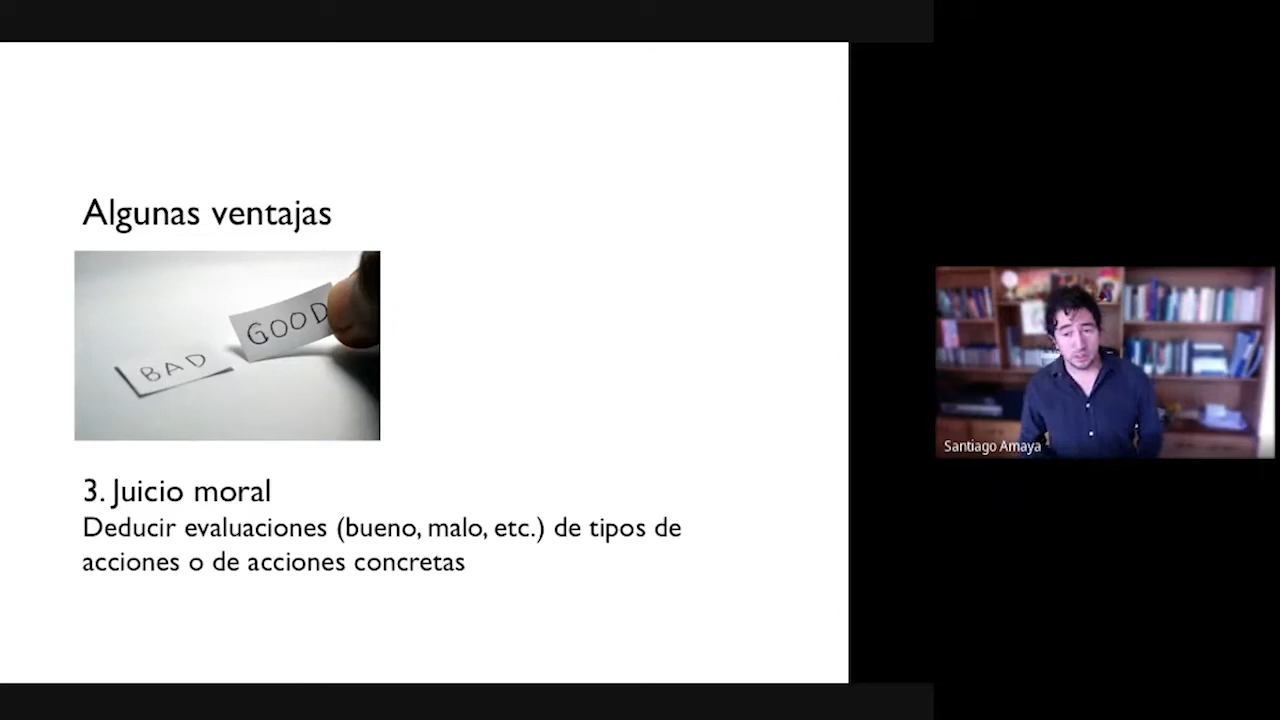 Algunas ventajas
BAD
GOOD
3. Juicio moral
Deducir evaluaciones (bueno, malo, etc.) de tipos de
acciones o de acciones concretas
Santiago Amaya